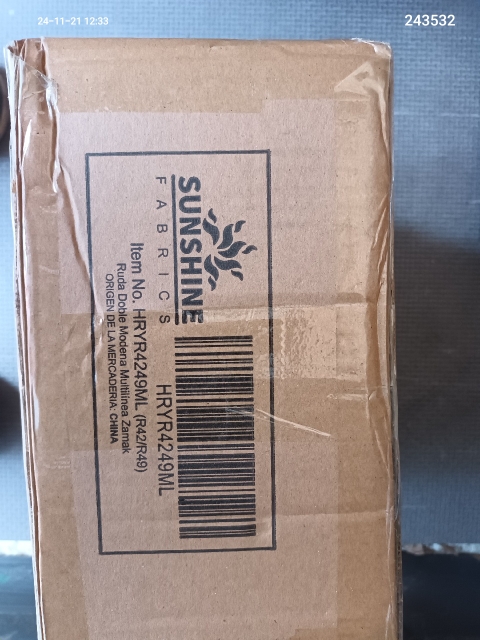 24-11-21 12:33
243532
SUNSHINE
FABRICS
HRYR4249ML
Item No. HRYR4249ML (R42/R49)
Ruda Doble Modena Multilinea Zamak
ORIGEN DE LA MERCADERIA: CHINA